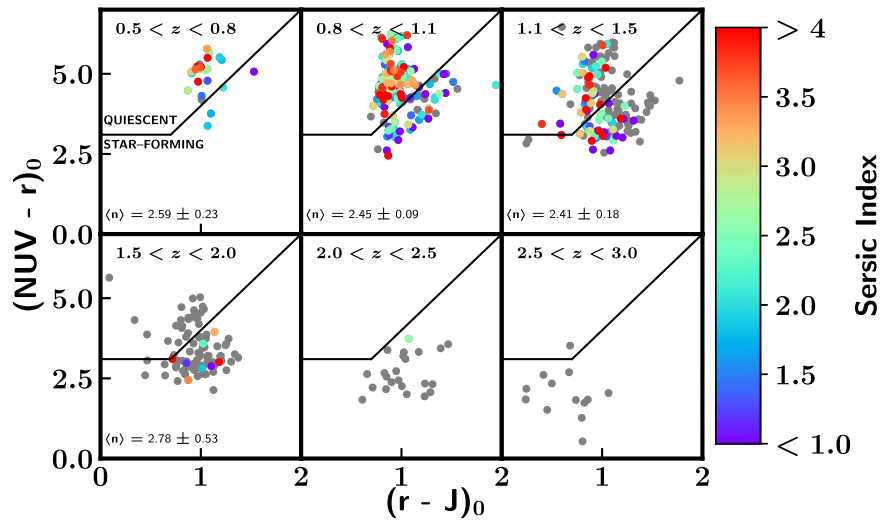 0.5 < z < 0.8
0.8 < z < 1.1
1.1 < z < 1.5
> 4
5.0
QUIESCENT
STAR–FORMING
3.5
2.5
3.0
⟨n⟩ = 2.59 ± 0.23
⟨n⟩ = 2.45 ± 0.09
⟨n⟩ = 2.41 ± 0.18
0.0
2.5
1.5 < z < 2.0
2.0 < z < 2.5
2.5 < z < 3.0
5.0
2.0
2.5
1.5
⟨n⟩ = 2.78 ± 0.53
< 1.0
0.0
0
1
2
1
2
1
2
(r - J)₀
(NUV - r)₀
Sersic Index